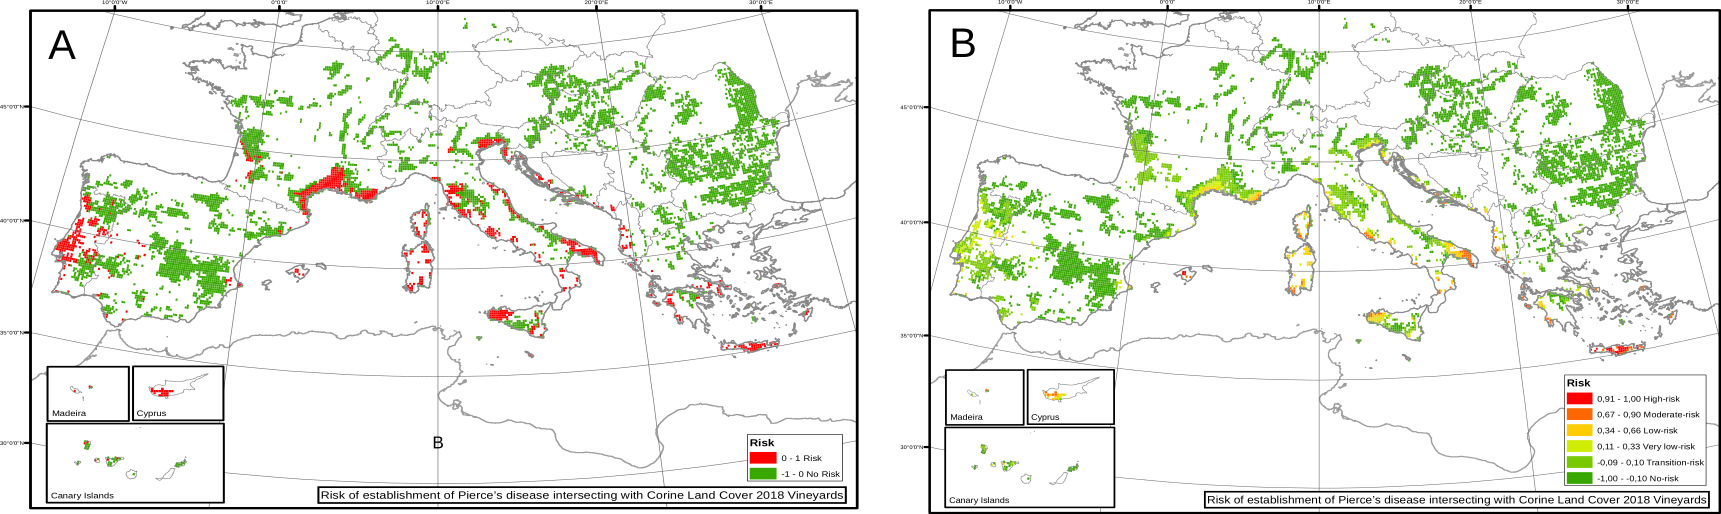 10°0'0"W 0°0'0" 10°0'0"E 20°0'0"E 30°0'0"E
A
45°0'0"N
40°0'0"N
35°0'0"N
30°0'0"N
Madeira
Cyprus
Canary Islands
B
Risk
0 - 1 Risk
-1 - 0 No Risk
Risk of establishment of Pierce's disease intersecting with Corine Land Cover 2018 Vineyards
10°0'0"W 0°0'0" 10°0'0"E 20°0'0"E 30°0'0"E
B
45°0'0"N
40°0'0"N
35°0'0"N
30°0'0"N
Madeira
Cyprus
Canary Islands
Risk
0,91 - 1,00 High-risk
0,67 - 0,90 Moderate-risk
0,34 - 0,66 Low-risk
0,11 - 0,33 Very low-risk
-0,09 - 0,10 Transition-risk
-1,00 - -0,10 No-risk
Risk of establishment of Pierce's disease intersecting with Corine Land Cover 2018 Vineyards